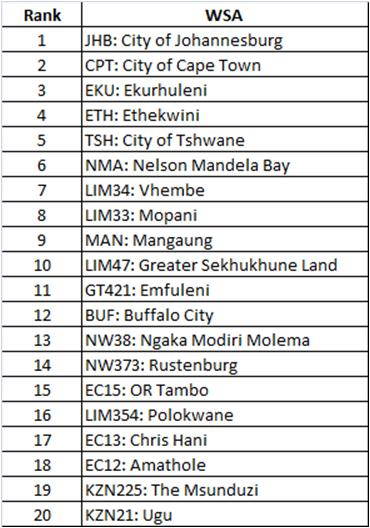 Rank WSA
1 JHB: City of Johannesburg
2 CPT: City of Cape Town
3 EKU: Ekurhuleni
4 ETH: Ethekwini
5 TSH: City of Tshwane
6 NMA: Nelson Mandela Bay
7 LIM34: Vhembe
8 LIM33: Mopani
9 MAN: Mangaung
10 LIM47: Greater Sekhukhune Land
11 GT421: Emfuleni
12 BUF: Buffalo City
13 NW38: Ngaka Modiri Molema
14 NW373: Rustenburg
15 EC15: OR Tambo
16 LIM354: Polokwane
17 EC13: Chris Hani
18 EC12: Amathole
19 KZN225: The Msunduzi
20 KZN21: Ugu